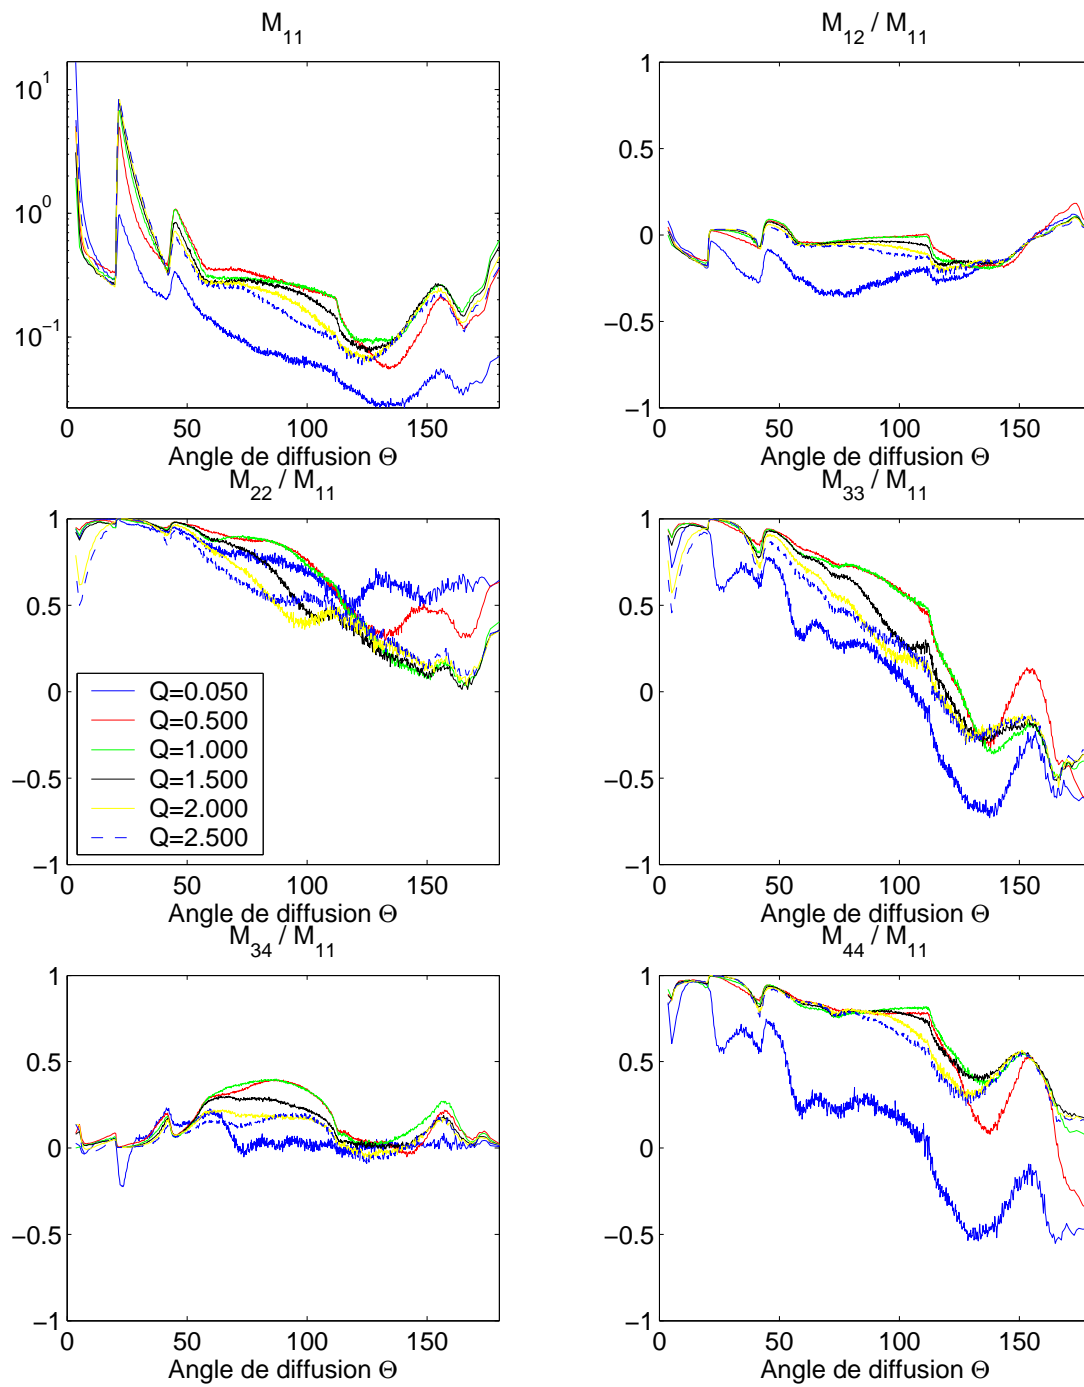 M11
10^1
10^0
10^-1
0 50 100 150
Angle de diffusion Θ
M12 / M11
1
0.5
0
−0.5
−1
0 50 100 150
Angle de diffusion Θ
M22 / M11
1
0.5
0
−0.5
−1
Q=0.050
Q=0.500
Q=1.000
Q=1.500
Q=2.000
Q=2.500
0 50 100 150
Angle de diffusion Θ
M33 / M11
1
0.5
0
−0.5
−1
0 50 100 150
Angle de diffusion Θ
M34 / M11
1
0.5
0
−0.5
−1
0 50 100 150
Angle de diffusion Θ
M44 / M11
1
0.5
0
−0.5
−1
0 50 100 150
Angle de diffusion Θ